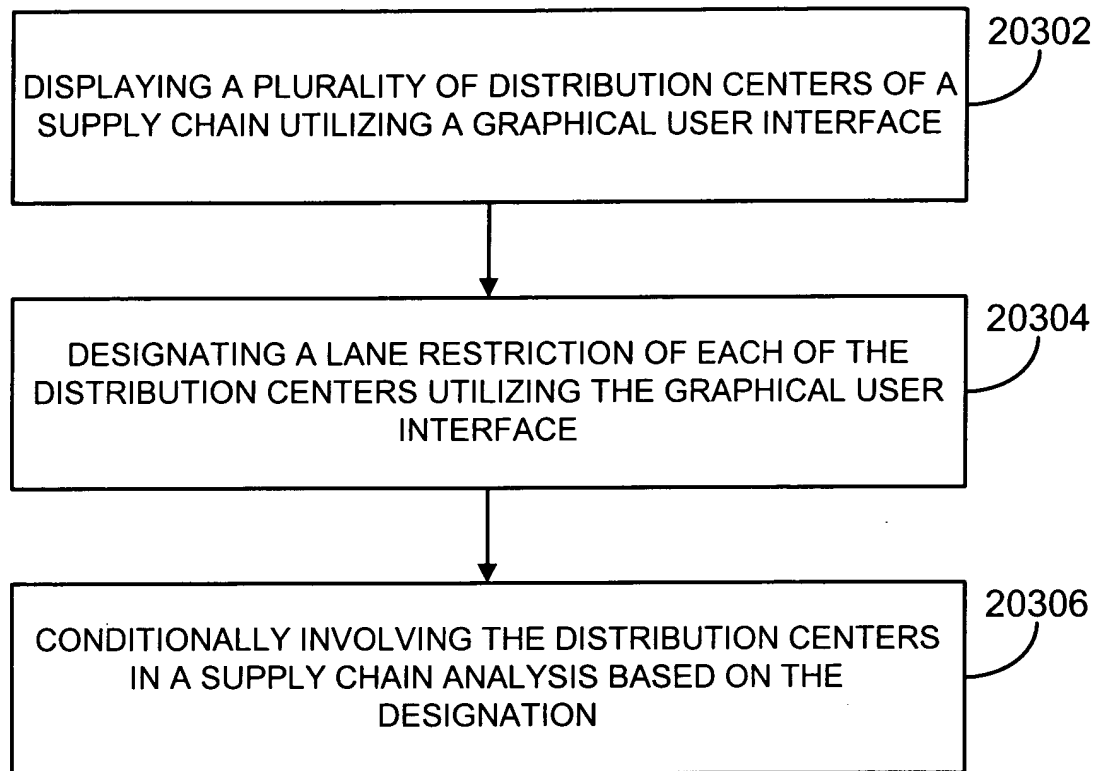 20302
DISPLAYING A PLURALITY OF DISTRIBUTION CENTERS OF A
SUPPLY CHAIN UTILIZING A GRAPHICAL USER INTERFACE
20304
DESIGNATING A LANE RESTRICTION OF EACH OF THE
DISTRIBUTION CENTERS UTILIZING THE GRAPHICAL USER
INTERFACE
20306
CONDITIONALLY INVOLVING THE DISTRIBUTION CENTERS
IN A SUPPLY CHAIN ANALYSIS BASED ON THE
DESIGNATION